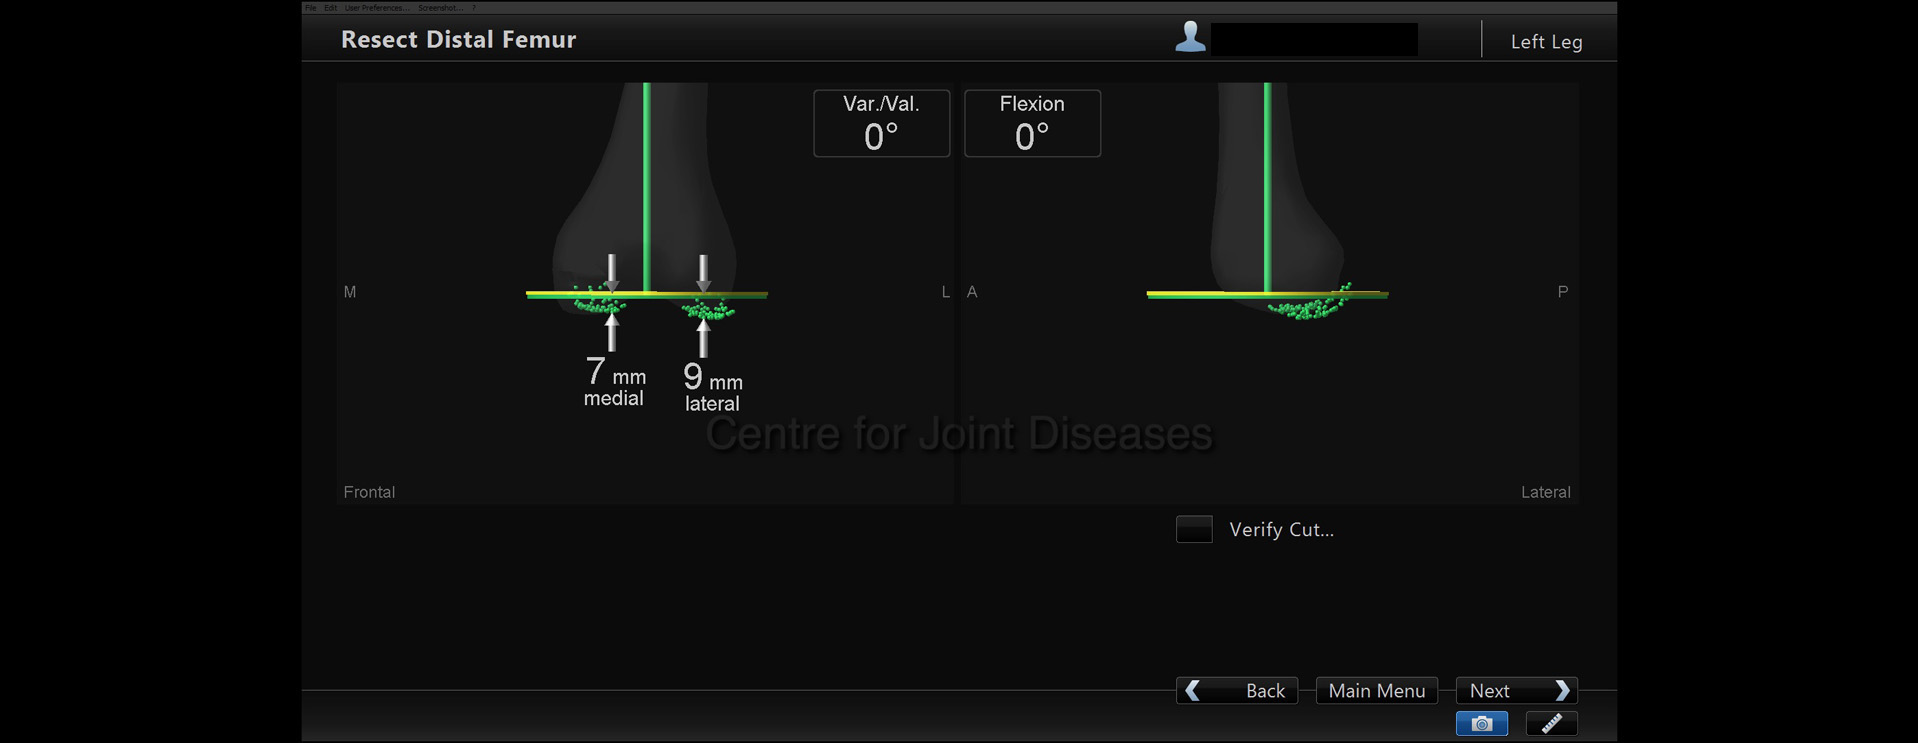 File Edit User Preferences... Screenshot... ?
Resect Distal Femur
Left Leg
Var./Val.
0°
Flexion
0°
M
L
A
P
7 mm
medial
9 mm
lateral
Centre for Joint Diseases
Frontal
Lateral
Verify Cut...
Back
Main Menu
Next